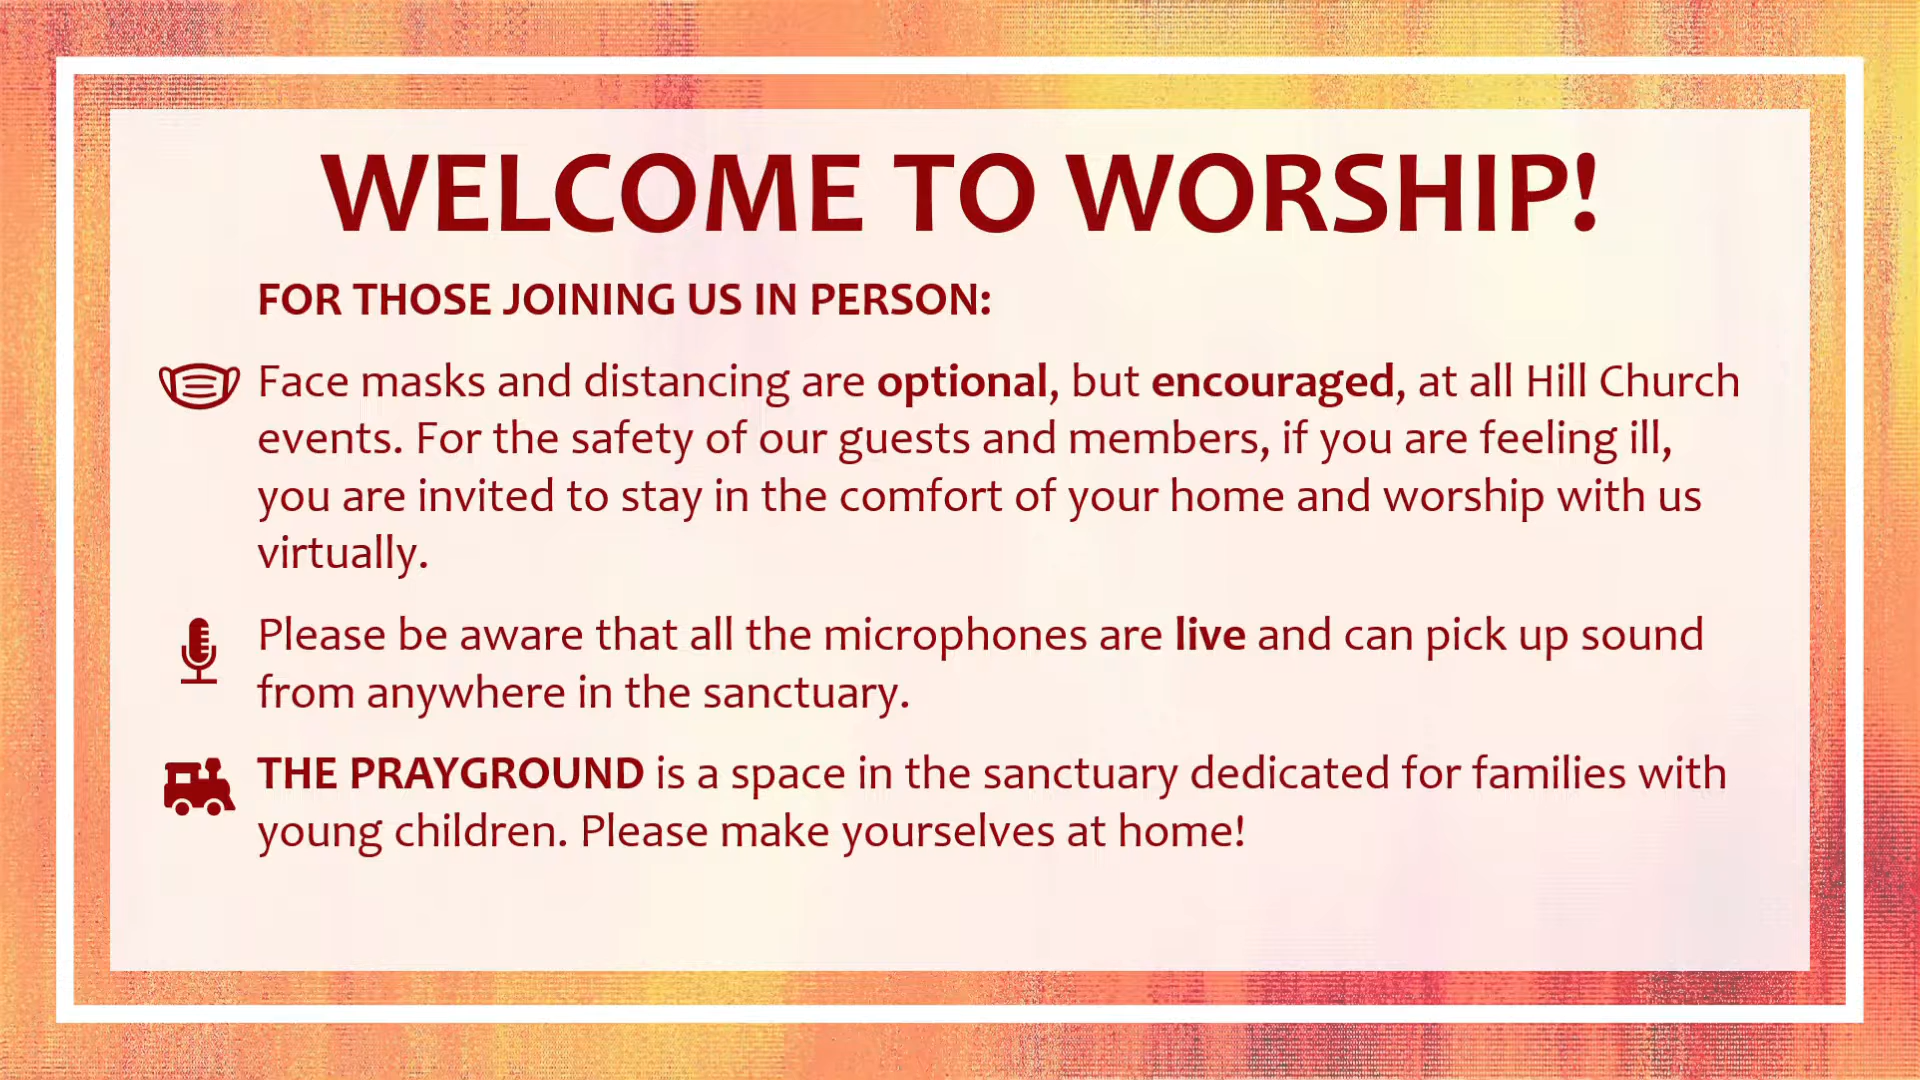 WELCOME TO WORSHIP!
FOR THOSE JOINING US IN PERSON:
Face masks and distancing are optional, but encouraged, at all Hill Church
events. For the safety of our guests and members, if you are feeling ill,
you are invited to stay in the comfort of your home and worship with us
virtually.
Please be aware that all the microphones are live and can pick up sound
from anywhere in the sanctuary.
THE PRAYGROUND is a space in the sanctuary dedicated for families with
young children. Please make yourselves at home!